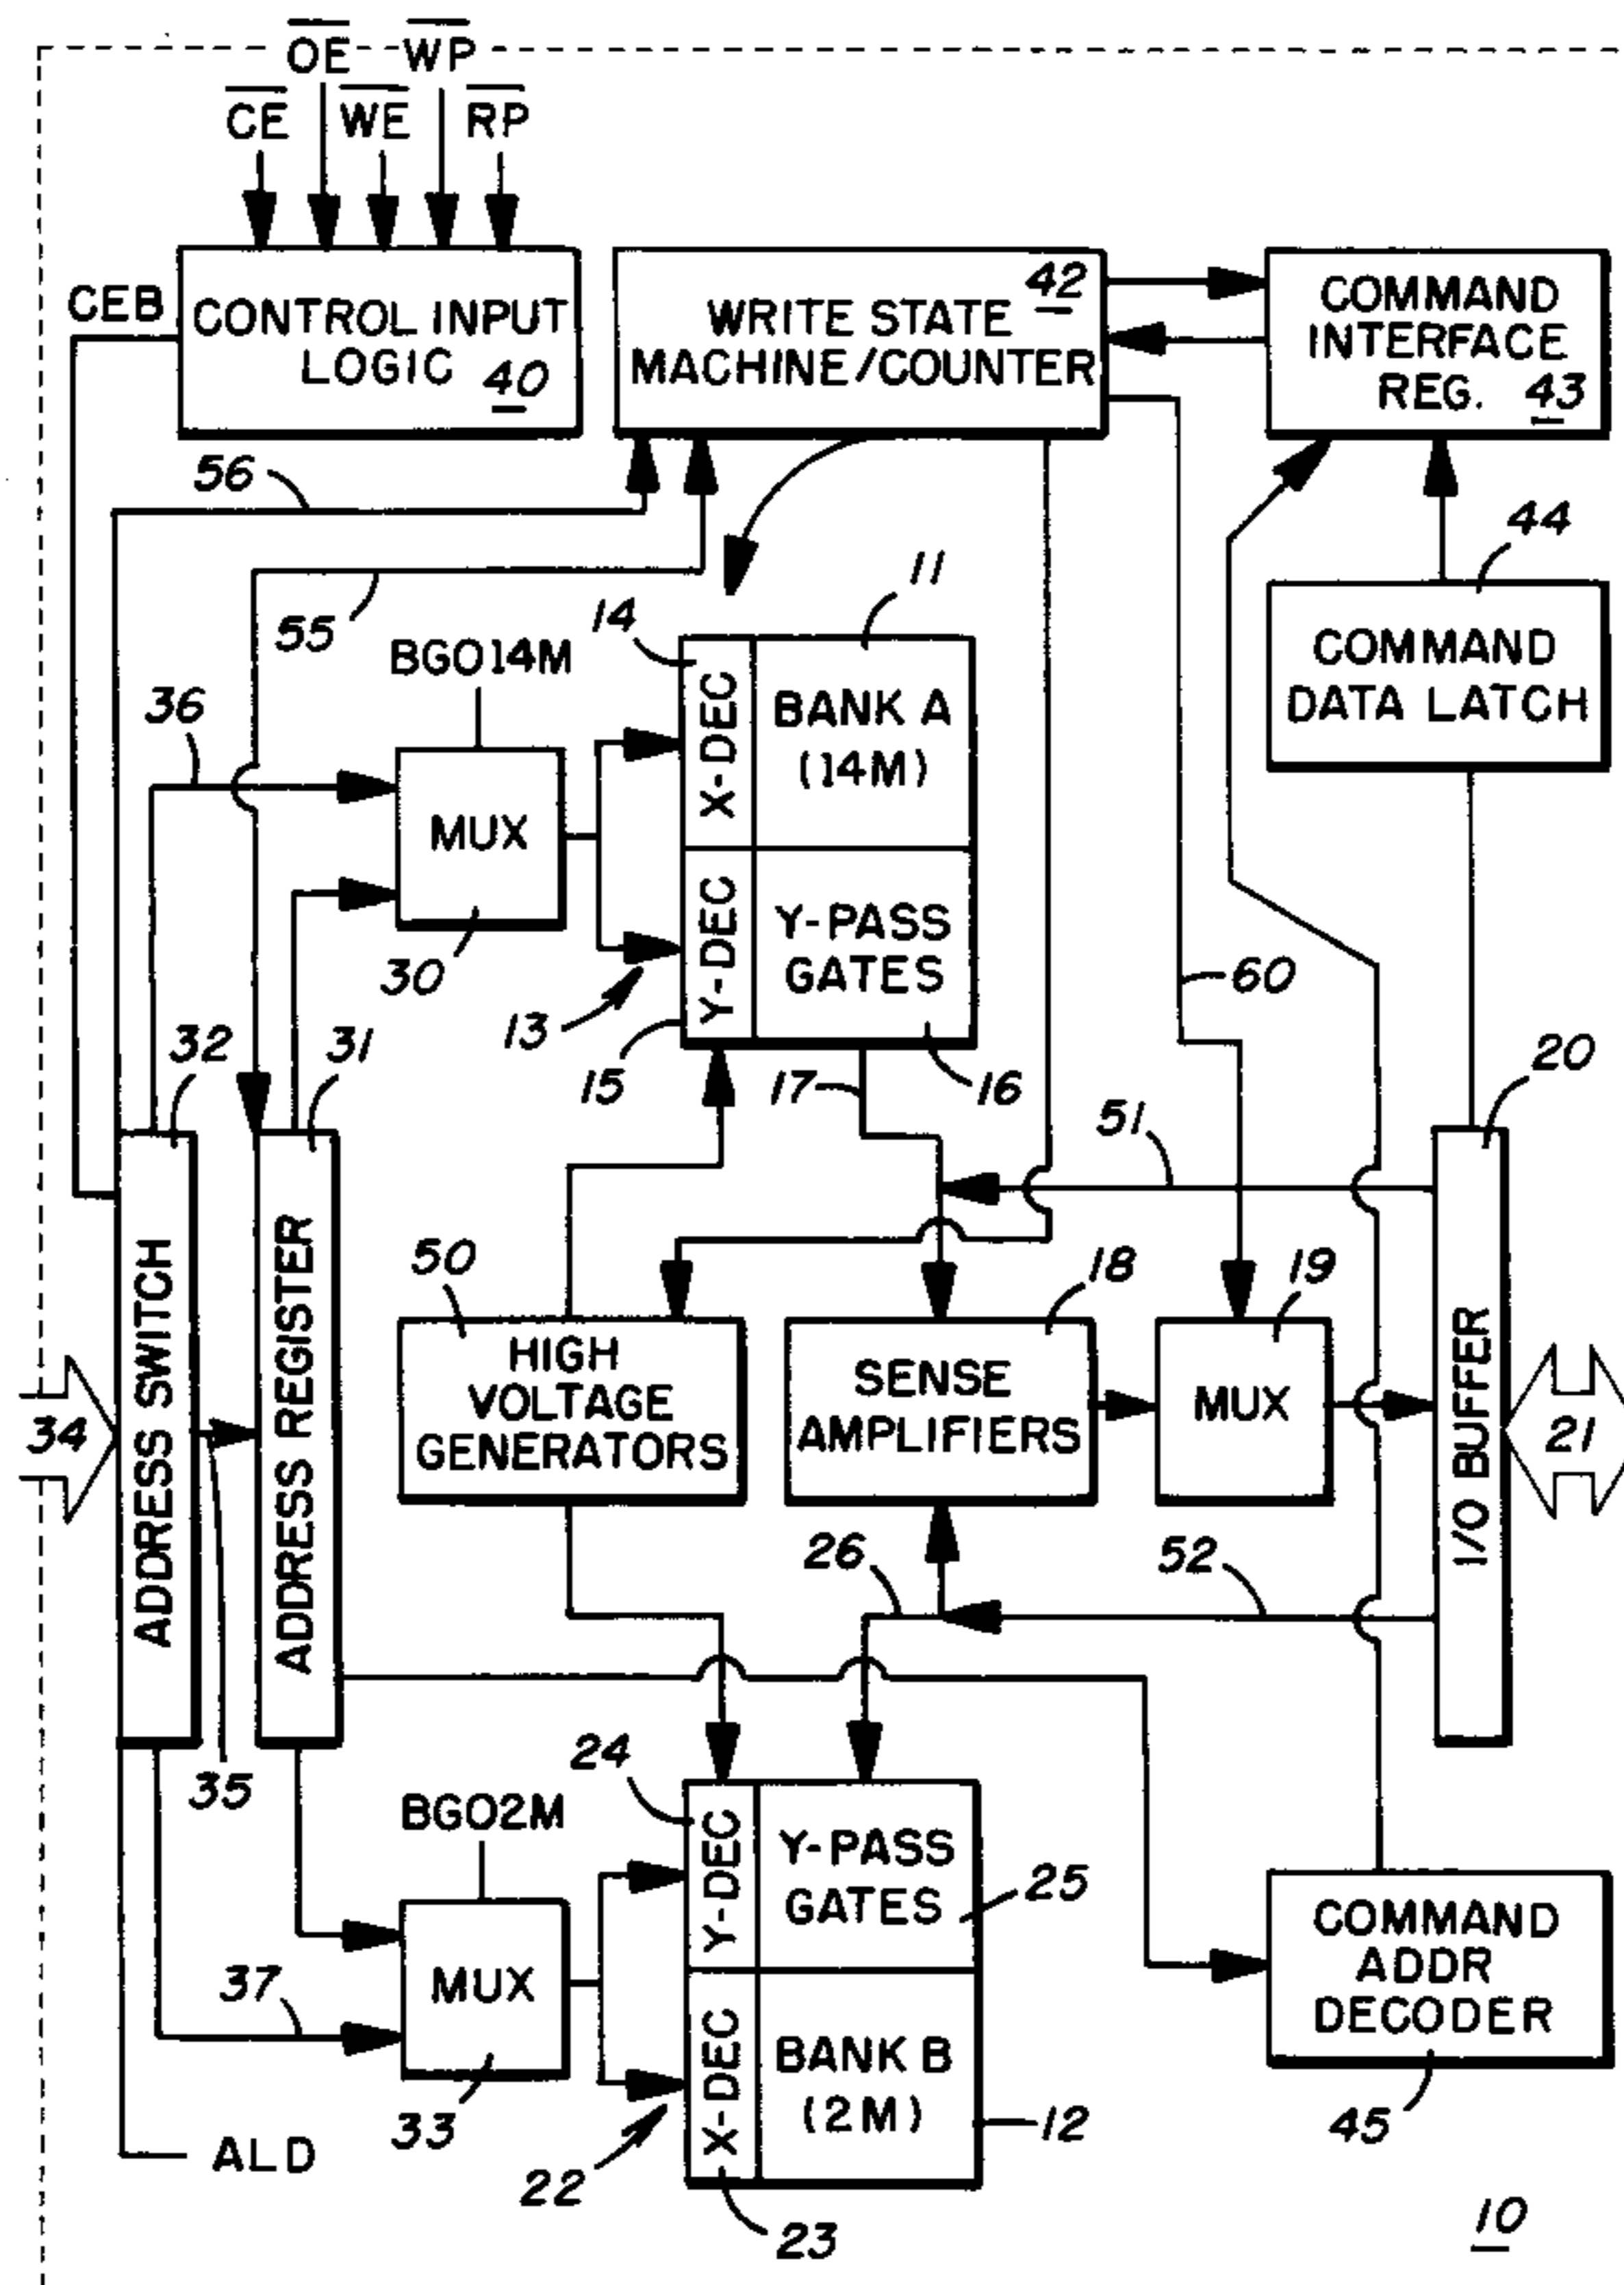 OE WP
CE WE RP
CEB
CONTROL INPUT
LOGIC 40
42
WRITE STATE
MACHINE/COUNTER
COMMAND
INTERFACE
REG. 43
56
55
44
COMMAND
DATA LATCH
11
14
BGO14M
36
X-DEC
BANK A
(14M)
MUX
30
Y-DEC
Y-PASS
GATES
13
15
17
16
60
32
31
51
20
ADDRESS SWITCH
ADDRESS REGISTER
50
HIGH
VOLTAGE
GENERATORS
18
SENSE
AMPLIFIERS
19
MUX
I/O BUFFER
34
21
26
52
35
24
BGO2M
Y-DEC
Y-PASS
GATES
25
MUX
37
33
X-DEC
BANK B
(2M)
12
22
23
COMMAND
ADDR
DECODER
45
ALD
10